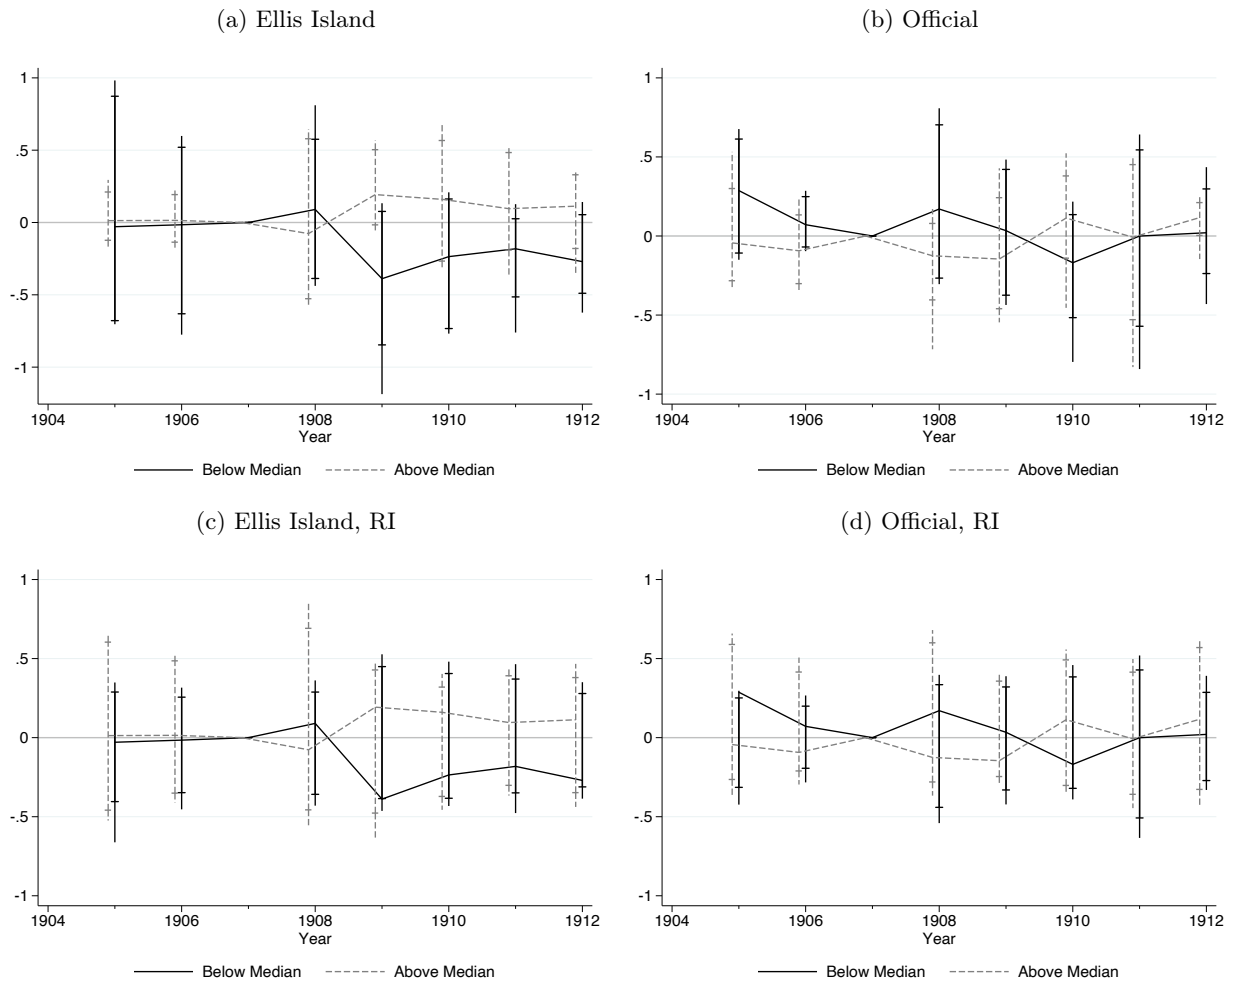 (a) Ellis Island
1
.5
0
-.5
-1
1904 1906 1908 1910 1912
Year
Below Median Above Median
(b) Official
1
.5
0
-.5
-1
1904 1906 1908 1910 1912
Year
Below Median Above Median
(c) Ellis Island, RI
1
.5
0
-.5
-1
1904 1906 1908 1910 1912
Year
Below Median Above Median
(d) Official, RI
1
.5
0
-.5
-1
1904 1906 1908 1910 1912
Year
Below Median Above Median